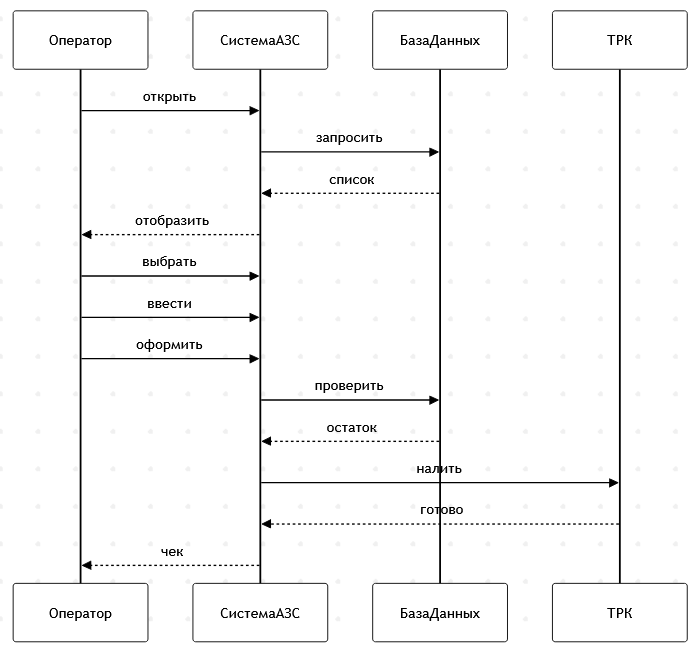 Оператор
СистемаАЗС
БазаДанных
ТРК
открыть
запросить
список
отобразить
выбрать
ввести
оформить
проверить
остаток
налить
готово
чек
Оператор
СистемаАЗС
БазаДанных
ТРК